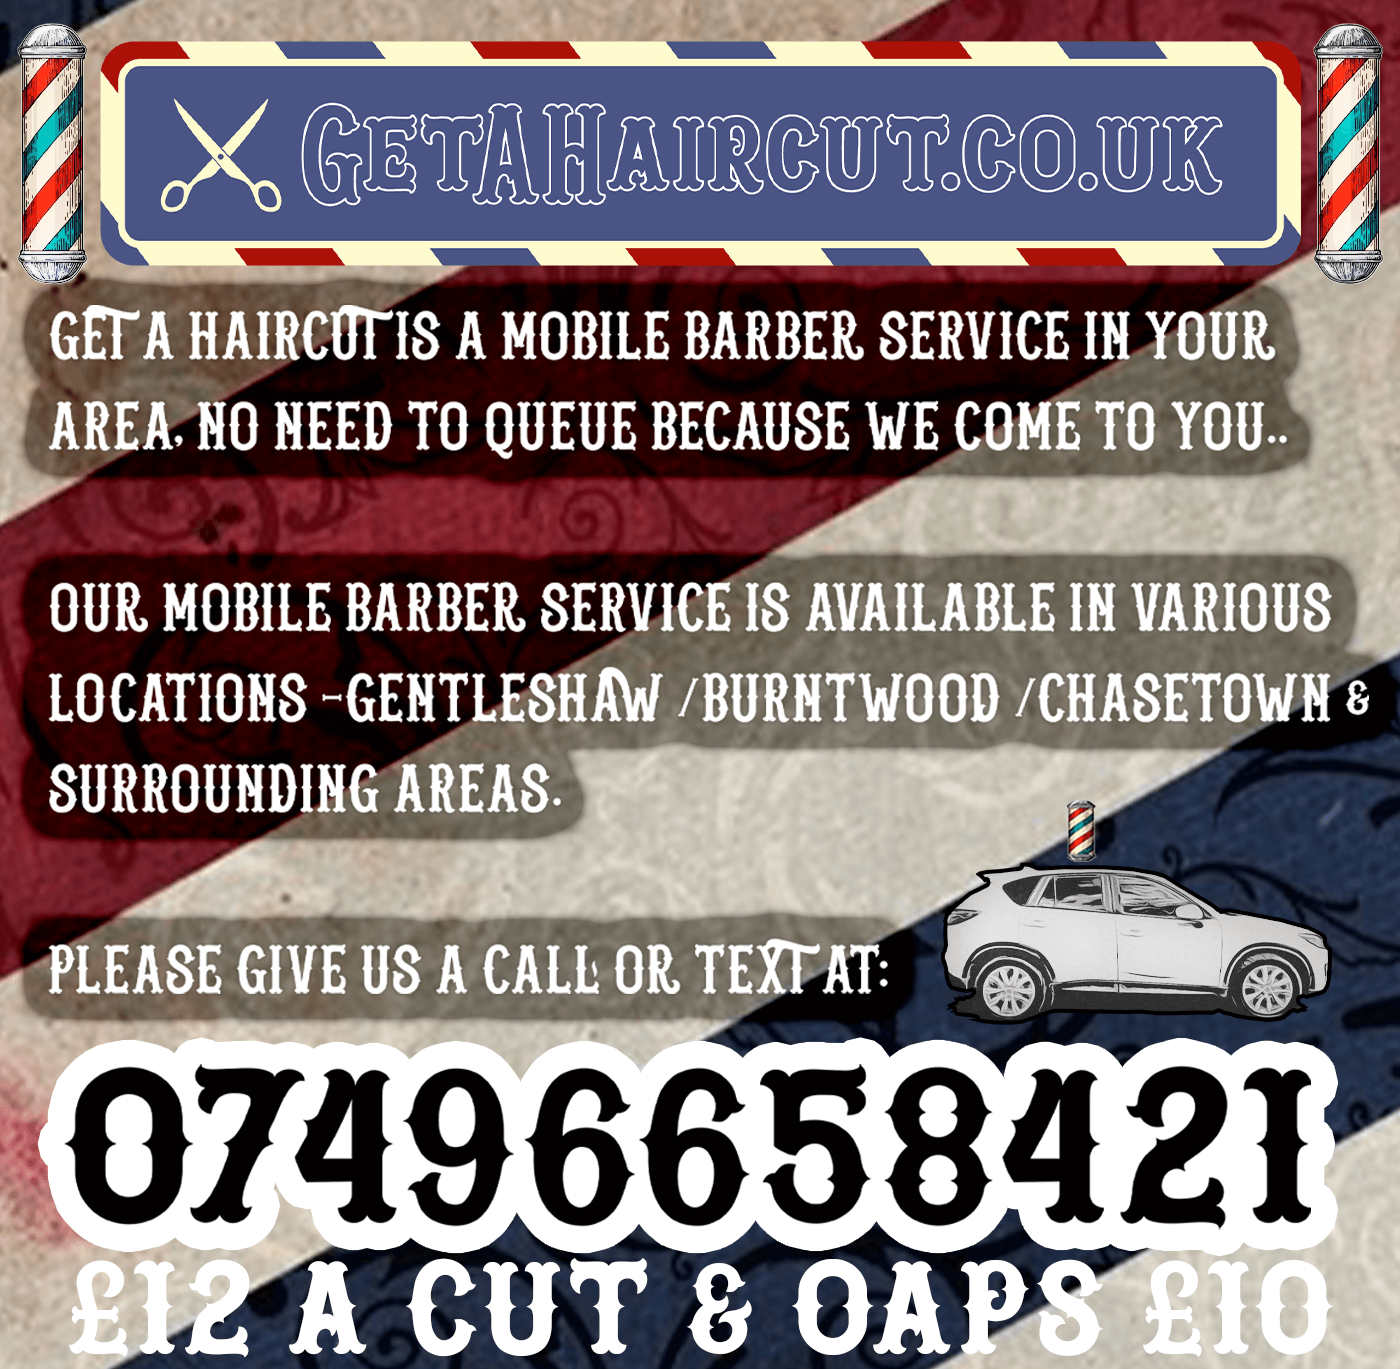 GetAHaircut.co.uk
GET A HAIRCUT IS A MOBILE BARBER SERVICE IN YOUR
AREA, NO NEED TO QUEUE BECAUSE WE COME TO YOU..
OUR MOBILE BARBER SERVICE IS AVAILABLE IN VARIOUS
LOCATIONS -GENTLESHAW /BURNTWOOD /CHASETOWN &
SURROUNDING AREAS.
PLEASE GIVE US A CALL OR TEXT AT:
07496658421
£12 A CUT & OAPS £10